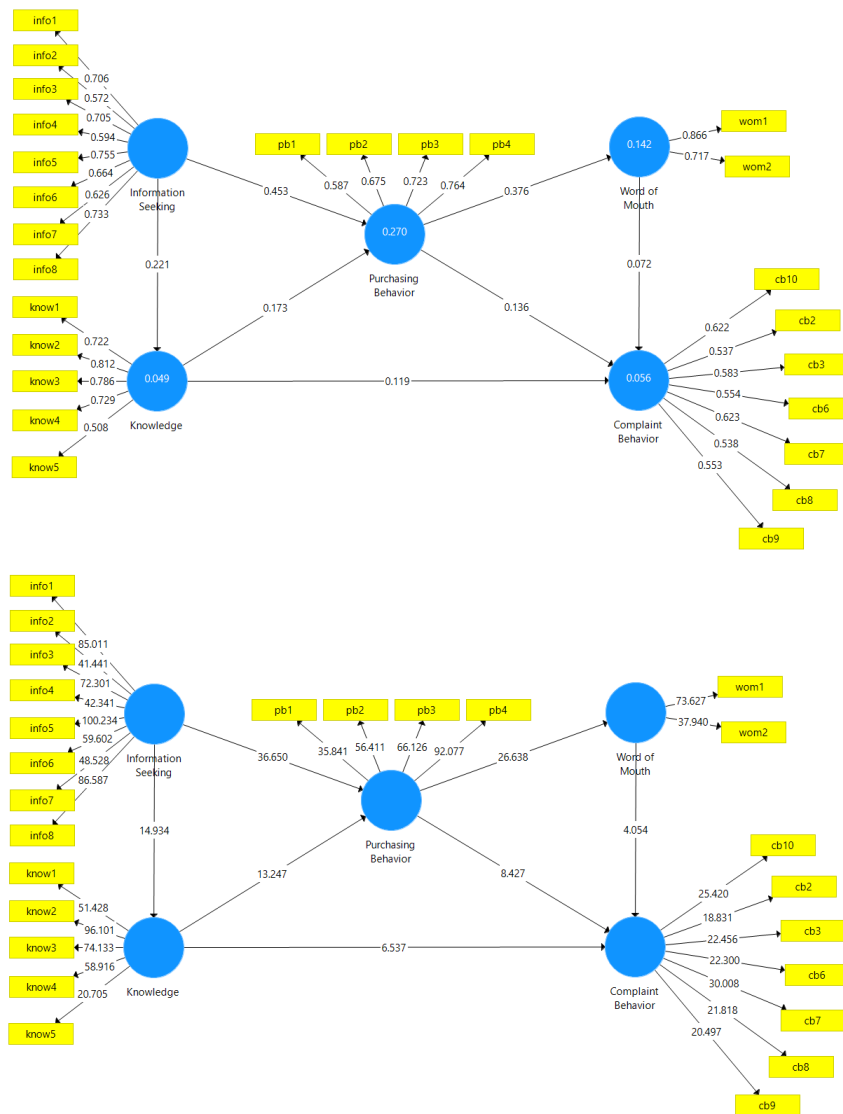 info1
info2
info3
info4
info5
info6
info7
info8
0.706
0.572
0.705
0.594
0.755
0.664
0.626
0.733
Information
Seeking
pb1
pb2
pb3
pb4
0.587
0.675
0.723
0.764
0.453
0.270
Purchasing
Behavior
0.376
0.142
Word of
Mouth
0.866
0.717
wom1
wom2
0.221
0.173
0.136
0.072
know1
know2
know3
know4
know5
0.722
0.812
0.786
0.729
0.508
0.049
Knowledge
0.119
0.056
Complaint
Behavior
0.622
0.537
0.583
0.554
0.623
0.538
0.553
cb10
cb2
cb3
cb6
cb7
cb8
cb9
info1
info2
info3
info4
info5
info6
info7
info8
85.011
41.441
72.301
42.341
100.234
59.602
48.528
86.587
Information
Seeking
pb1
pb2
pb3
pb4
35.841
56.411
66.126
92.077
36.650
Purchasing
Behavior
26.638
Word of
Mouth
73.627
37.940
wom1
wom2
14.934
13.247
8.427
4.054
know1
know2
know3
know4
know5
51.428
96.101
74.133
58.916
20.705
Knowledge
6.537
Complaint
Behavior
25.420
18.831
22.456
22.300
30.008
21.818
20.497
cb10
cb2
cb3
cb6
cb7
cb8
cb9